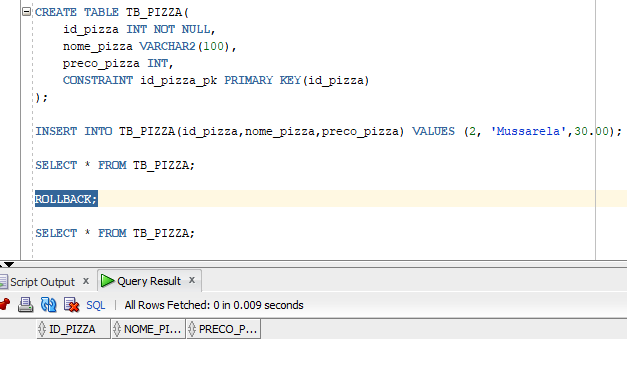 CREATE TABLE TB_PIZZA(
id_pizza INT NOT NULL,
nome_pizza VARCHAR2(100),
preco_pizza INT,
CONSTRAINT id_pizza_pk PRIMARY KEY(id_pizza)
);
INSERT INTO TB_PIZZA(id_pizza,nome_pizza,preco_pizza) VALUES (2, 'Mussarela',30.00);
SELECT * FROM TB_PIZZA;
ROLLBACK;
SELECT * FROM TB_PIZZA;
Script Output x Query Result x
SQL | All Rows Fetched: 0 in 0.009 seconds
ID_PIZZA NOME_PI... PRECO_P...